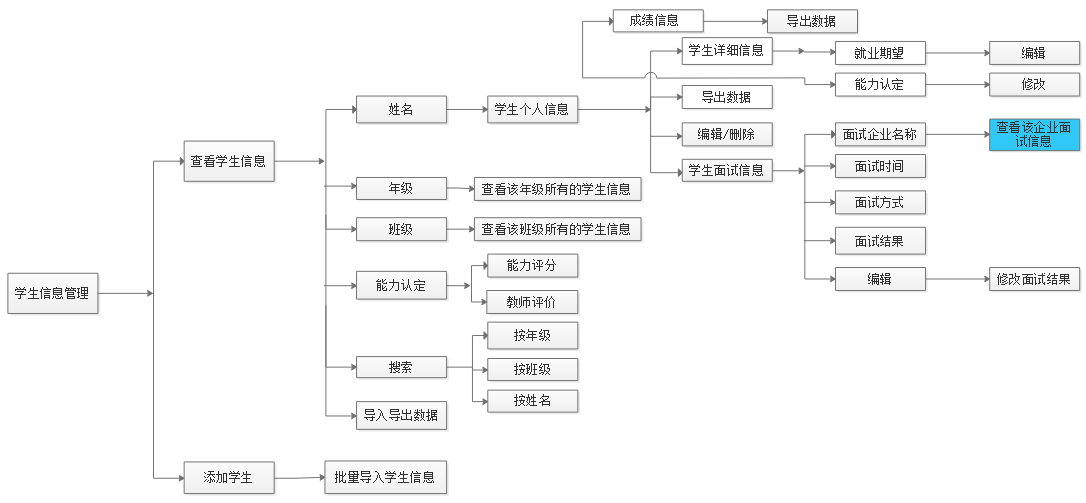 成绩信息
导出数据
学生详细信息
就业期望
编辑
导出数据
能力认定
修改
姓名
学生个人信息
编辑/删除
面试企业名称
查看该企业面
试信息
查看学生信息
学生面试信息
面试时间
年级
查看该年级所有的学生信息
面试方式
班级
查看该班级所有的学生信息
面试结果
能力评分
学生信息管理
能力认定
编辑
修改面试结果
教师评价
按年级
搜索
按班级
按姓名
导入导出数据
添加学生
批量导入学生信息